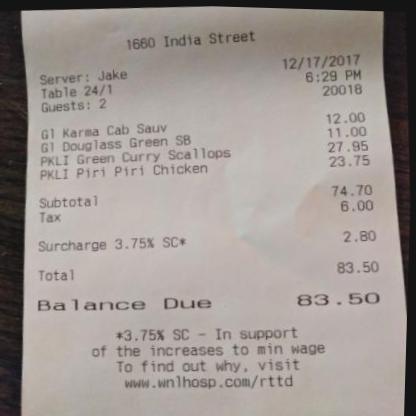 1660 India Street
Server: Jake 12/17/2017
Table 24/1 6:29 PM
Guests: 2 20018
Gl Karma Cab Sauv 12.00
Gl Douglass Green SB 11.00
PKLI Green Curry Scallops 27.95
PKLI Piri Piri Chicken 23.75
Subtotal 74.70
Tax 6.00
Surcharge 3.75% SC* 2.80
Total 83.50
Balance Due 83.50
*3.75% SC - In support
of the increases to min wage
To find out why, visit
www.wnlhosp.com/rttd